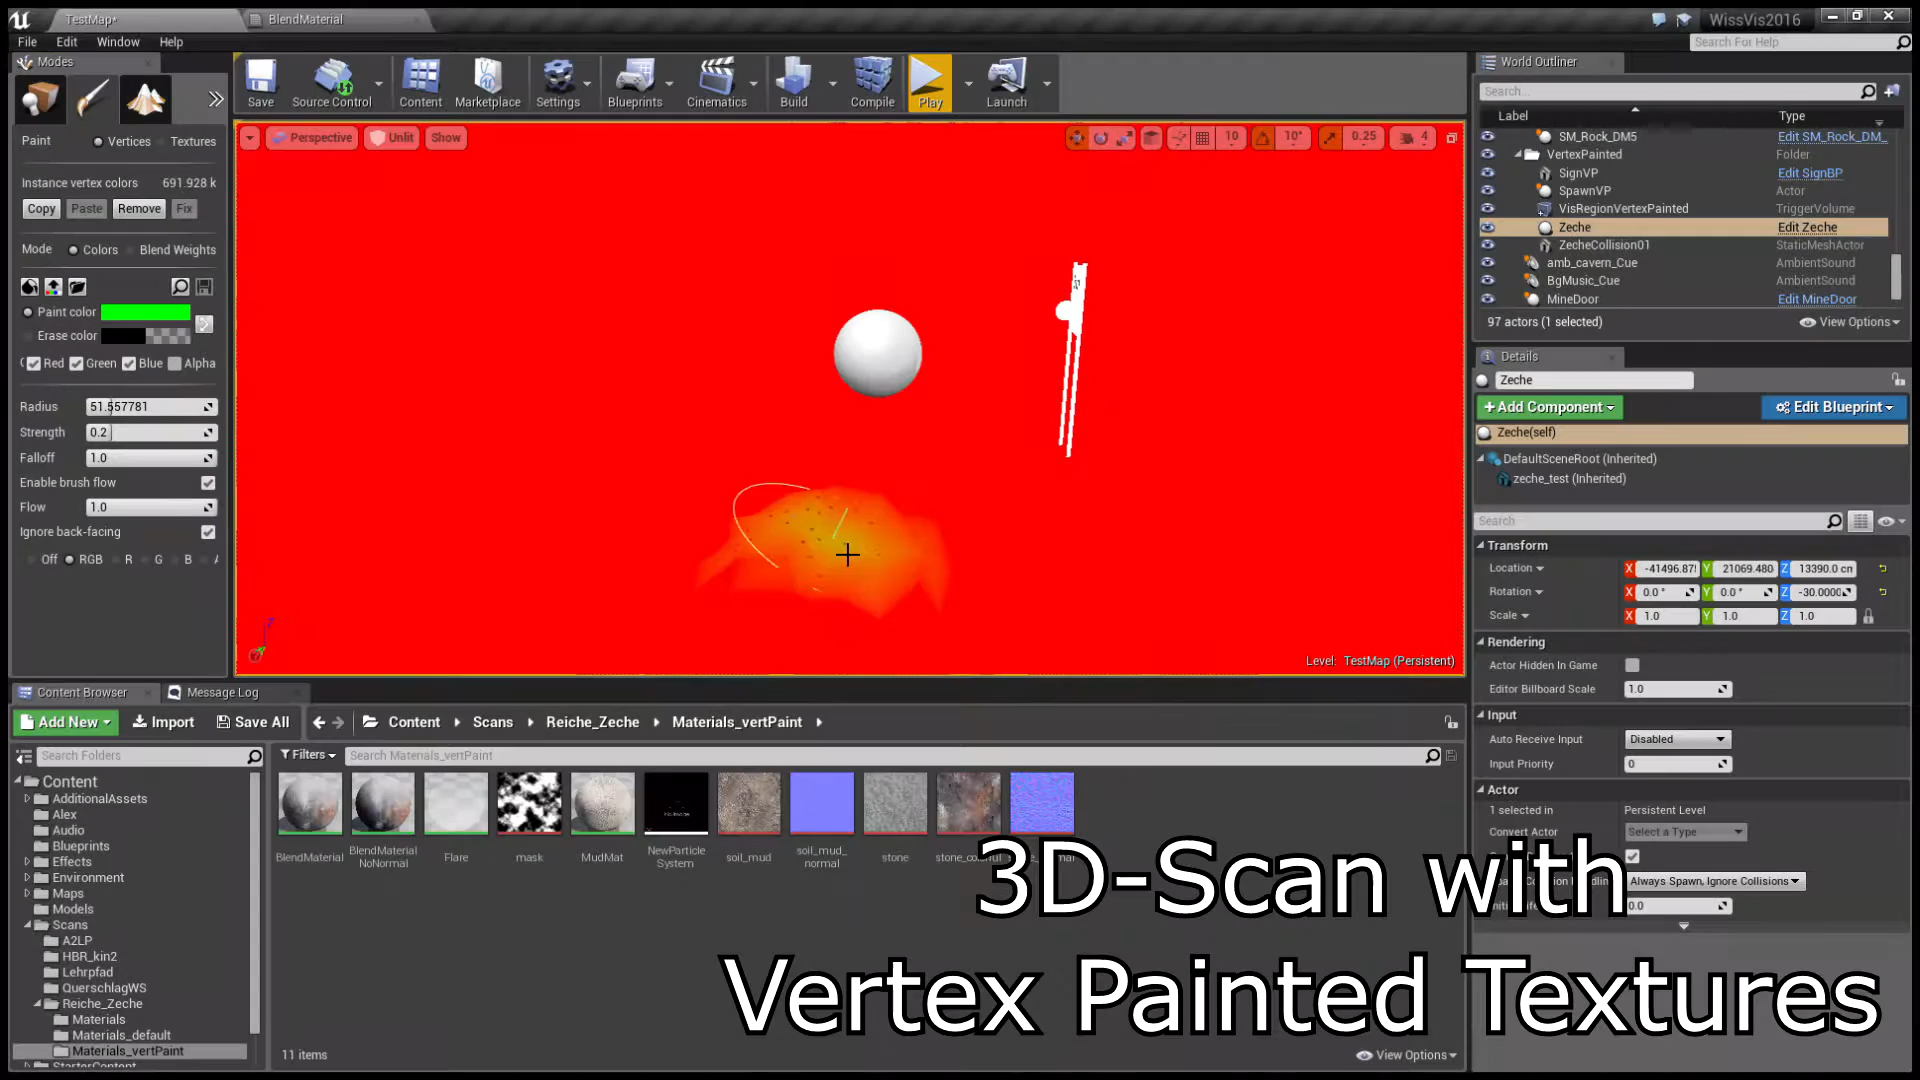 TestMap*
BlendMaterial
WissVis2016
File Edit Window Help
Search For Help
Modes
Save
Source Control
Content
Marketplace
Settings
Blueprints
Cinematics
Build
Compile
Play
Launch
Paint Vertices Textures
Instance vertex colors 691.928 k
Copy Paste Remove Fix
Mode Colors Blend Weights
Paint color
Erase color
Red Green Blue Alpha
Radius 51.557781
Strength 0.2
Falloff 1.0
Enable brush flow
Flow 1.0
Ignore back-facing
Off RGB R G B A
Perspective Unlit Show
10 10° 0.25 4
Level: TestMap (Persistent)
World Outliner
Search...
Label Type
SM_Rock_DM5 Edit SM_Rock_DM_
VertexPainted Folder
SignVP Edit SignBP
SpawnVP Actor
VisRegionVertexPainted TriggerVolume
Zeche Edit Zeche
ZecheCollision01 StaticMeshActor
amb_cavern_Cue AmbientSound
BgMusic_Cue AmbientSound
MineDoor Edit MineDoor
97 actors (1 selected) View Options
Details
Zeche
+Add Component Edit Blueprint
Zeche(self)
DefaultSceneRoot (Inherited)
zeche_test (Inherited)
Search
Transform
Location X -41496.87 Y 21069.480 Z 13390.0 cm
Rotation X 0.0 ° Y 0.0 ° Z -30.0000
Scale X 1.0 Y 1.0 Z 1.0
Rendering
Actor Hidden In Game
Editor Billboard Scale 1.0
Input
Auto Receive Input Disabled
Input Priority 0
Actor
1 selected in Persistent Level
Convert Actor Select a Type
Always Spawn, Ignore Collisions
0.0
Content Browser Message Log
Add New Import Save All Content Scans Reiche_Zeche Materials_vertPaint
Search Folders
Filters Search Materials_vertPaint
Content
AdditionalAssets
Alex
Audio
Blueprints
Effects
Environment
Maps
Models
Scans
A2LP
HBR_kin2
Lehrpfad
QuerschlagWS
Reiche_Zeche
Materials
Materials_default
Materials_vertPaint
StarterContent
BlendMaterial
BlendMaterial
NoNormal
Flare
mask
MudMat
NewParticle
System
soil_mud
soil_mud_
normal
stone
11 items
View Options
3D-Scan with
Vertex Painted Textures